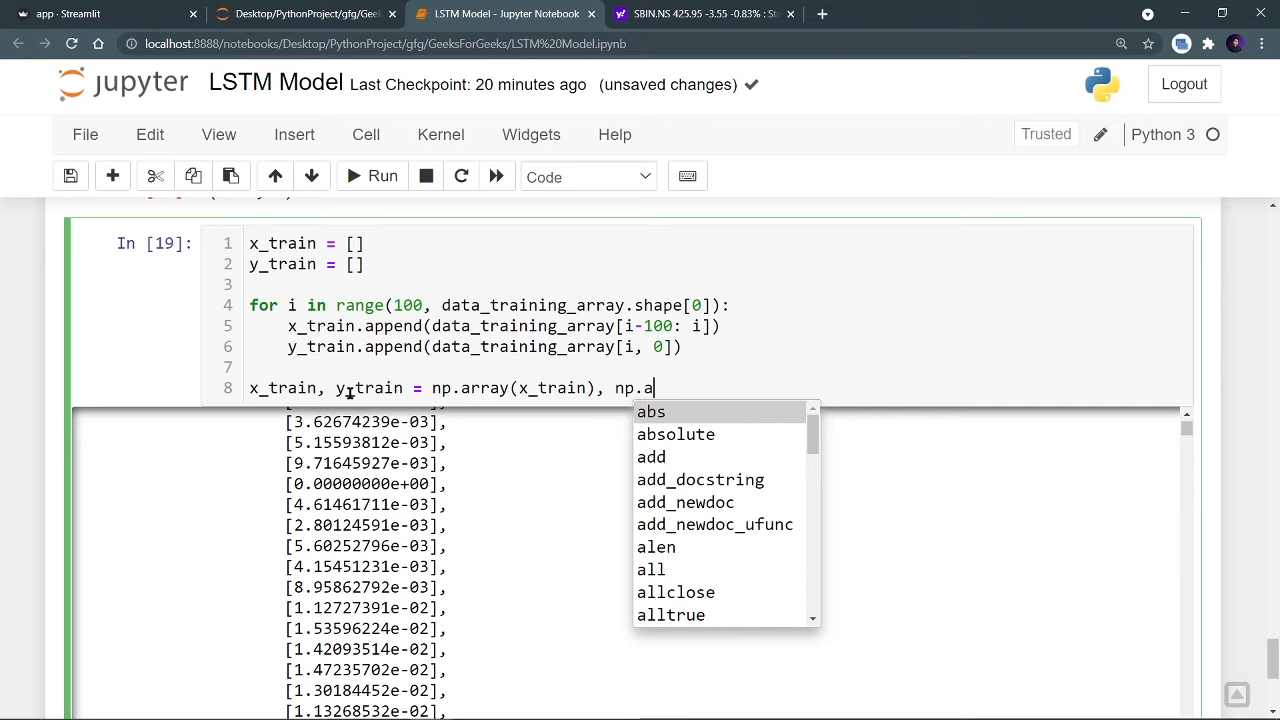 app · Streamlit
Desktop/PythonProject/gfg/Geek
LSTM Model - Jupyter Notebook
SBIN.NS 425.95 -3.55 -0.83% : St
localhost:8888/notebooks/Desktop/PythonProject/gfg/GeeksForGeeks/LSTM%20Model.ipynb
jupyter LSTM Model Last Checkpoint: 20 minutes ago (unsaved changes) Logout
File Edit View Insert Cell Kernel Widgets Help Trusted Python 3
Run Code
In [19]:
1 x_train = []
2 y_train = []
3
4 for i in range(100, data_training_array.shape[0]):
5 x_train.append(data_training_array[i-100: i])
6 y_train.append(data_training_array[i, 0])
7
8 x_train, y_train = np.array(x_train), np.a
abs
absolute
add
add_docstring
add_newdoc
add_newdoc_ufunc
alen
all
allclose
alltrue
[3.62674239e-03],
[5.15593812e-03],
[9.71645927e-03],
[0.00000000e+00],
[4.61461711e-03],
[2.80124591e-03],
[5.60252796e-03],
[4.15451231e-03],
[8.95862792e-03],
[1.12727391e-02],
[1.53596224e-02],
[1.42093514e-02],
[1.47235702e-02],
[1.30184452e-02],
[1.13268532e-02],